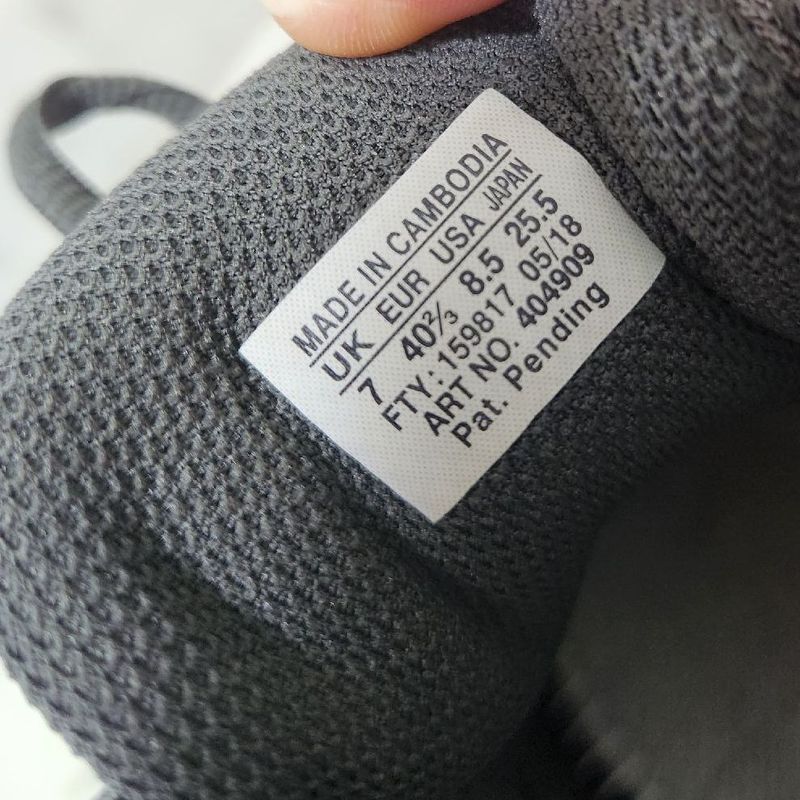 MADE IN CAMBODIA
UK EUR USA JAPAN
7 40⅔ 8.5 25.5
FTY: 159817 05/18
ART NO. 404909
Pat. Pending